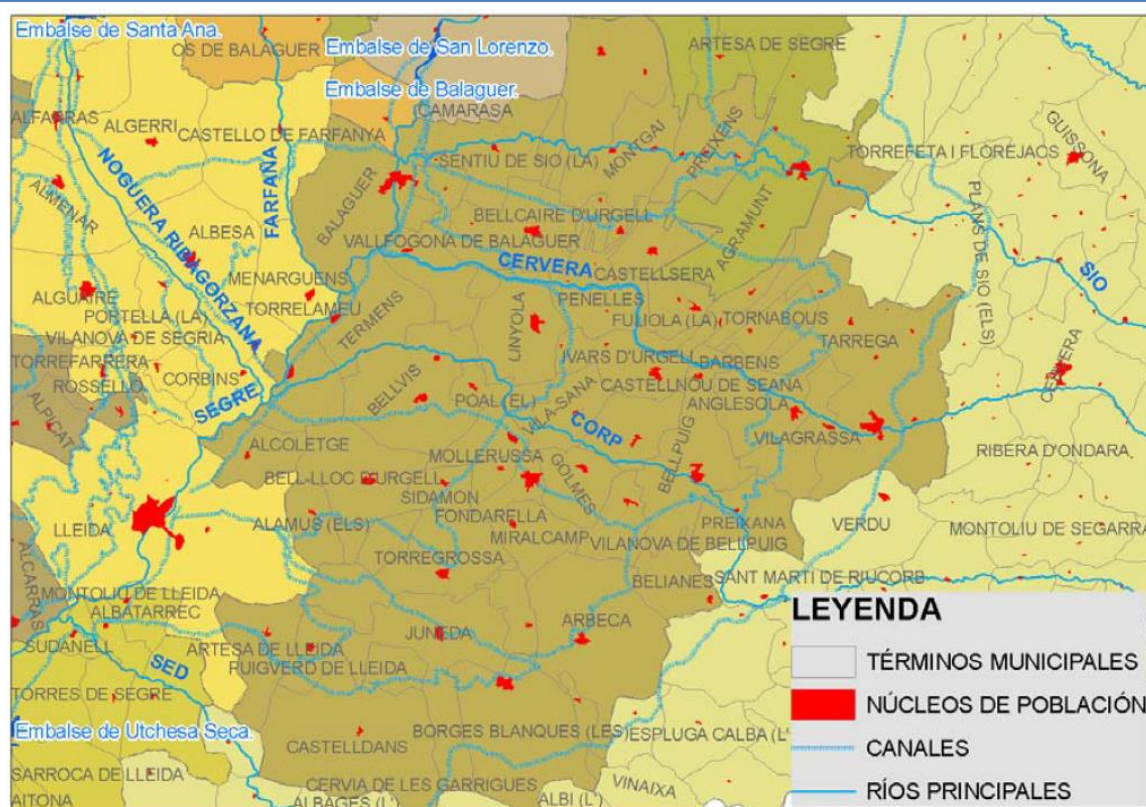 Embalse de Santa Ana.
OS DE BALAGUER
Embalse de San Lorenzo.
ARTESA DE SEGRE
Embalse de Balaguer.
CAMARASA
ALFARRAS
ALGERRI
CASTELLO DE FARFANYA
GUISSONA
SENTIU DE SIO (LA)
MONTGAI
PREIXENS
TORREFETA I FLOREJACS
NOGUERA RIBAGORZANA
FARFAÑA
ALMENAR
BALAGUER
ALBESA
BELLCAIRE D'URGELL
AGRAMUNT
PLANS DE SIO (ELS)
VALLFOGONA DE BALAGUER
CERVERA
CASTELLSERA
SIO
MENARGUENS
ALGUAIRE
TORRELAMEU
PENELLES
PORTELLA (LA)
TERMENS
LINYOLA
FULIOLA (LA)
TORNABOUS
VILANOVA DE SEGRIA
TARREGA
TORREFARRERA
IVARS D'URGELL
BARBENS
ROSSELLO
CORBINS
CASTELLNOU DE SEANA
CERVERA
SEGRE
BELLVIS
POAL (EL)
VILA-SANA
ANGLESOLA
ALPICAT
CORP
VILAGRASSA
ALCOLETGE
MOLLERUSSA
GOLMES
BELLPUIG
RIBERA D'ONDARA
BELL-LLOC D'URGELL
SIDAMON
FONDARELLA
LLEIDA
ALAMUS (ELS)
MIRALCAMP
PREIXANA
VERDU
MONTOLIU DE SEGARRA
VILANOVA DE BELLPUIG
ALCARRAS
TORREGROSSA
BELIANES
SANT MARTI DE RIUCORB
MONTOLIU DE LLEIDA
ALBATARREC
SUDANELL
ARTESA DE LLEIDA
JUNEDA
ARBECA
PUIGVERD DE LLEIDA
SED
TORRES DE SEGRE
Embalse de Utchesa Seca.
CASTELLDANS
BORGES BLANQUES (LES)
ESPLUGA CALBA (L'
SARROCA DE LLEIDA
CERVIA DE LES GARRIGUES
VINAIXA
AITONA
ALBAGES (L')
ALBI (L')
LEYENDA
TÉRMINOS MUNICIPALES
NÚCLEOS DE POBLACIÓN
CANALES
RÍOS PRINCIPALES